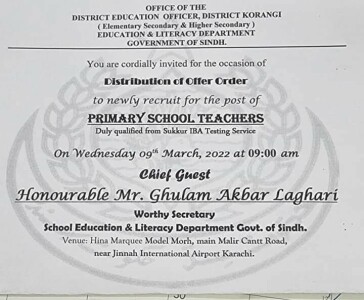 OFFICE OF THE
DISTRICT EDUCATION OFFICER, DISTRICT KORANGI
( Elementary Secondary & Higher Secondary )
EDUCATION & LITERACY DEPARTMENT
GOVERNMENT OF SINDH.
You are cordially invited for the occasion of
Distribution of Offer Order
to newly recruit for the post of
PRIMARY SCHOOL TEACHERS
Duly qualified from Sukkur IBA Testing Service
On Wednesday 09th March, 2022 at 09:00 am
Chief Guest
Honourable Mr. Ghulam Akbar Laghari
Worthy Secretary
School Education & Literacy Department Govt. of Sindh.
Venue: Hina Marquee Model Morh, main Malir Cantt Road,
near Jinnah International Airport Karachi.